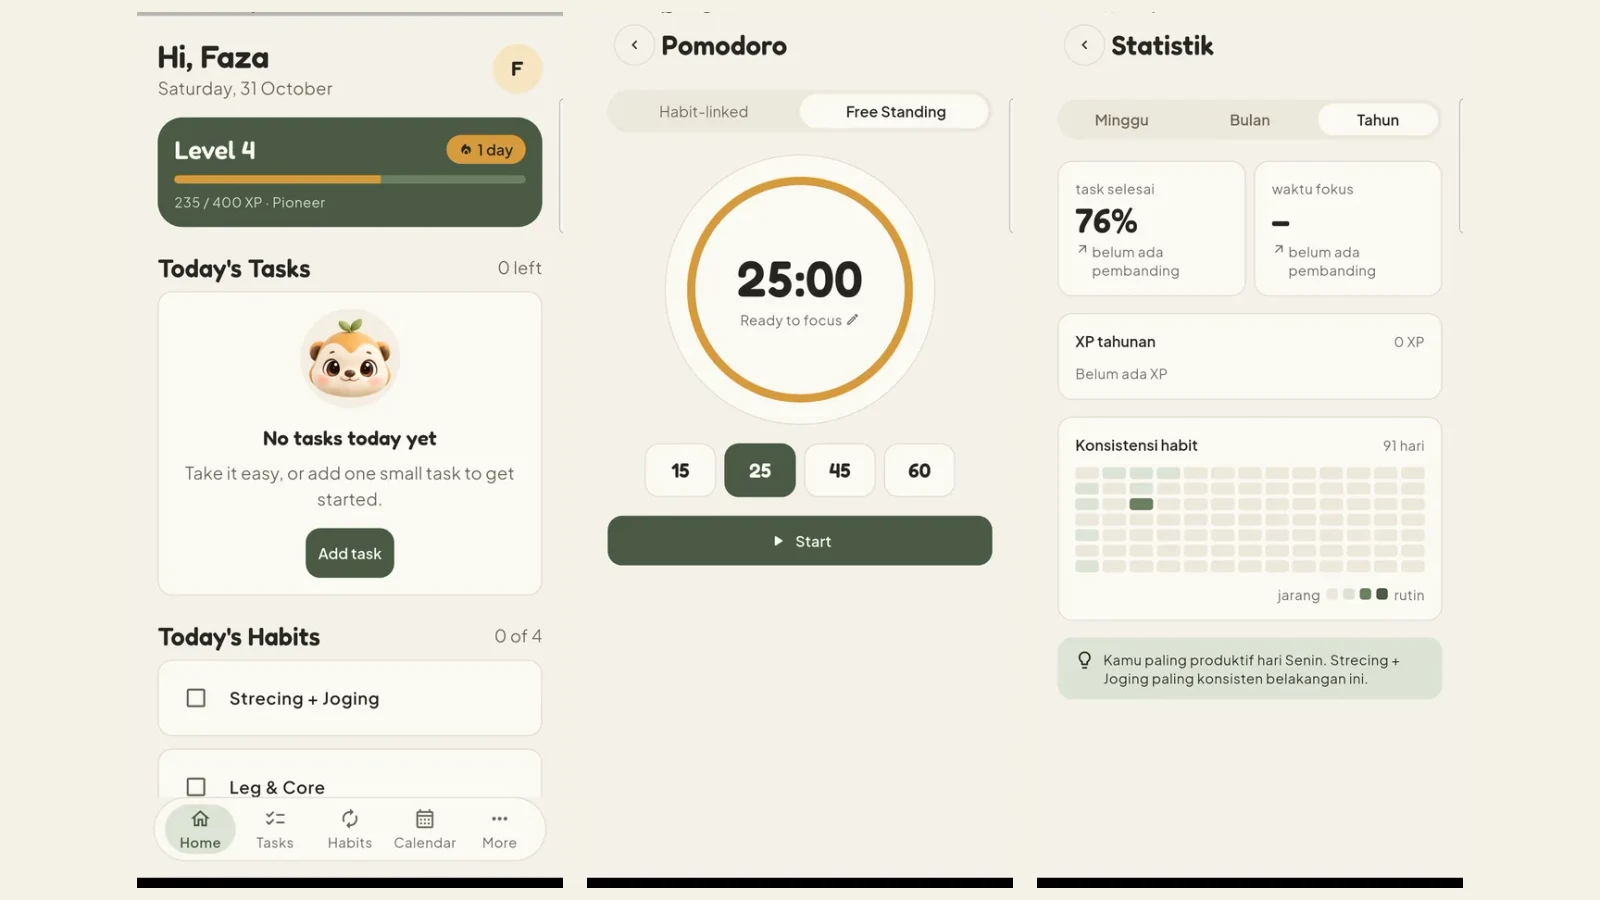 Hi, Faza
Saturday, 31 October
F
Level 4
1 day
235 / 400 XP · Pioneer
Today's Tasks
0 left
No tasks today yet
Take it easy, or add one small task to get
started.
Add task
Today's Habits
0 of 4
Strecing + Joging
Leg & Core
Home
Tasks
Habits
Calendar
More
Pomodoro
Habit-linked
Free Standing
25:00
Ready to focus
15
25
45
60
Start
Statistik
Minggu
Bulan
Tahun
task selesai
76%
belum ada
pembanding
waktu fokus
–
belum ada
pembanding
XP tahunan
0 XP
Belum ada XP
Konsistensi habit
91 hari
jarang
rutin
Kamu paling produktif hari Senin. Strecing +
Joging paling konsisten belakangan ini.